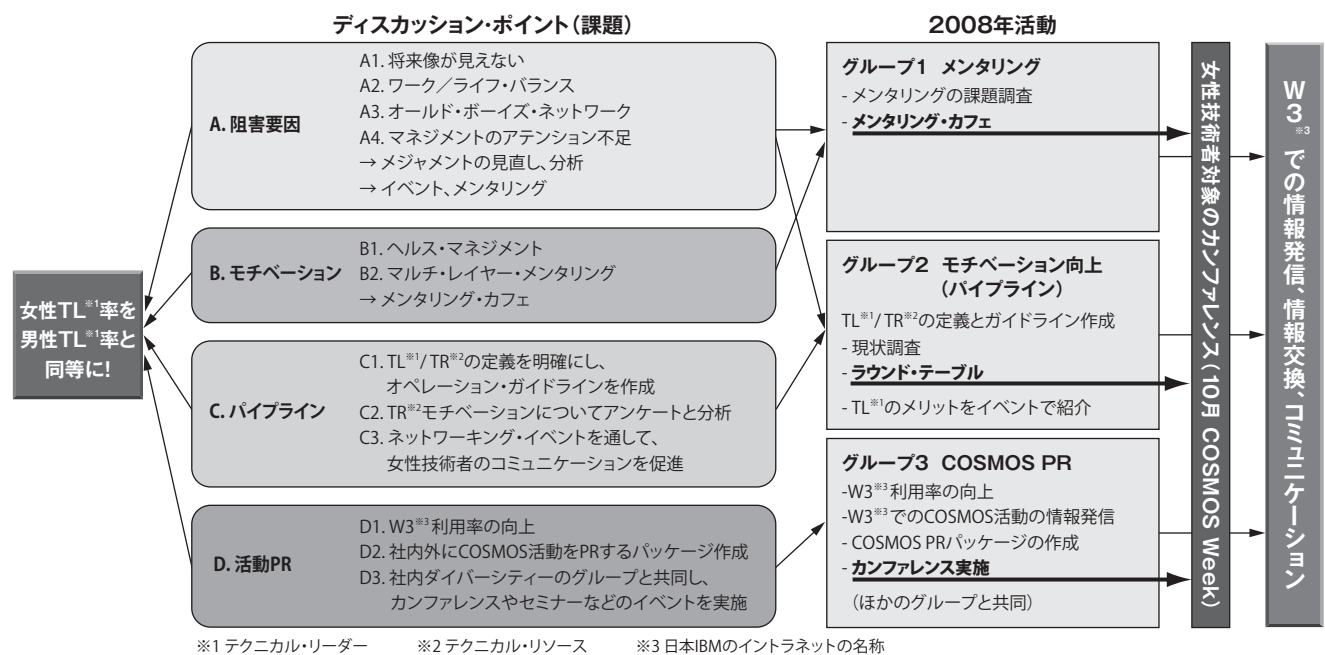 ディスカッション・ポイント（課題）
2008年活動
女性TL※1率を
男性TL※1率と
同等に!
A. 阻害要因
A1. 将来像が見えない
A2. ワーク／ライフ・バランス
A3. オールド・ボーイズ・ネットワーク
A4. マネジメントのアテンション不足
→ メジャメントの見直し、分析
→ イベント、メンタリング
B. モチベーション
B1. ヘルス・マネジメント
B2. マルチ・レイヤー・メンタリング
→ メンタリング・カフェ
C. パイプライン
C1. TL※1/ TR※2の定義を明確にし、
オペレーション・ガイドラインを作成
C2. TR※2モチベーションについてアンケートと分析
C3. ネットワーキング・イベントを通して、
女性技術者のコミュニケーションを促進
D. 活動PR
D1. W3※3利用率の向上
D2. 社内外にCOSMOS活動をPRするパッケージ作成
D3. 社内ダイバーシティーのグループと共同し、
カンファレンスやセミナーなどのイベントを実施
グループ1 メンタリング
- メンタリングの課題調査
- メンタリング・カフェ
グループ2 モチベーション向上
（パイプライン）
TL※1/ TR※2の定義とガイドライン作成
- 現状調査
- ラウンド・テーブル
- TL※1のメリットをイベントで紹介
グループ3 COSMOS PR
-W3※3利用率の向上
-W3※3でのCOSMOS活動の情報発信
- COSMOS PRパッケージの作成
- カンファレンス実施
（ほかのグループと共同）
女性技術者対象のカンファレンス（10月 COSMOS Week）
W3※3での情報発信、情報交換、コミュニケーション
※1 テクニカル・リーダー ※2 テクニカル・リソース ※3 日本IBMのイントラネットの名称